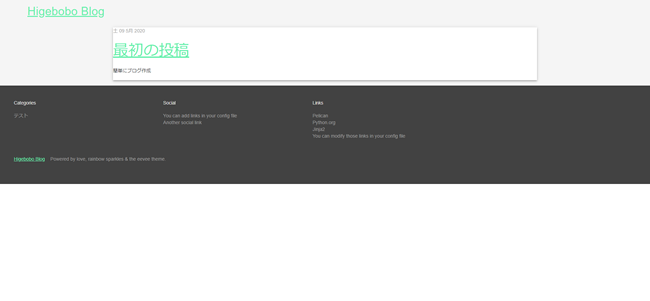 Higebobo Blog
土 09 5月 2020
最初の投稿
簡単にブログ作成
Categories
Social
Links
テスト
You can add links in your config file
Pelican
Another social link
Python.org
Jinja2
You can modify those links in your config file
Higebobo Blog Powered by love, rainbow sparkles & the eevee theme.